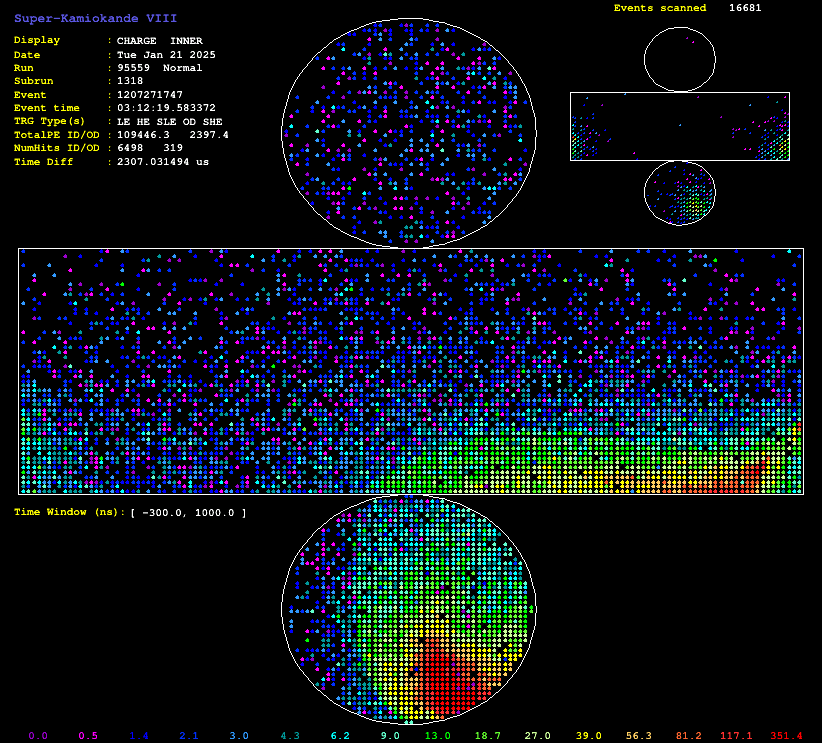 Super-Kamiokande VIII
Events scanned 16681
Display : CHARGE INNER
Date : Tue Jan 21 2025
Run : 95559 Normal
Subrun : 1318
Event : 1207271747
Event time : 03:12:19.583372
TRG Type(s) : LE HE SLE OD SHE
TotalPE ID/OD : 109446.3 2397.4
NumHits ID/OD : 6498 319
Time Diff : 2307.031494 us
Time Window (ns): [ -300.0, 1000.0 ]
0.0 0.5 1.4 2.1 3.0 4.3 6.2 9.0 13.0 18.7 27.0 39.0 56.3 81.2 117.1 351.4